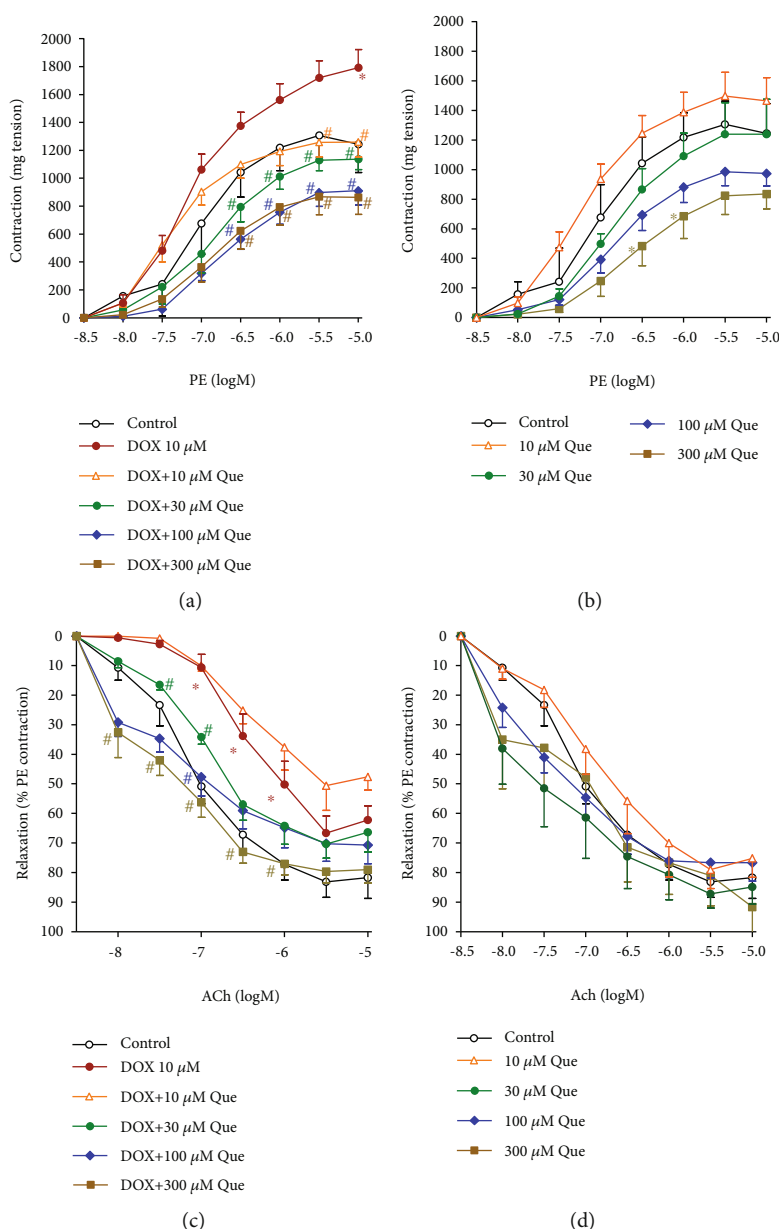 2000
1800
1600
1400
1200
1000
800
600
400
200
0
Contraction (mg tension)
* # # # # # # # # # # # # # #
-8.5 -8.0 -7.5 -7.0 -6.5 -6.0 -5.5 -5.0
PE (logM)
Control
DOX 10 μM
DOX+10 μM Que
DOX+30 μM Que
DOX+100 μM Que
DOX+300 μM Que
(a)
2000
1800
1600
1400
1200
1000
800
600
400
200
0
Contraction (mg tension)
* *
-8.5 -8.0 -7.5 -7.0 -6.5 -6.0 -5.5 -5.0
PE (logM)
Control
10 μM Que
30 μM Que
100 μM Que
300 μM Que
(b)
0
10
20
30
40
50
60
70
80
90
100
Relaxation (% PE contraction)
# * # # * # # # * # #
-8 -7 -6 -5
ACh (logM)
Control
DOX 10 μM
DOX+10 μM Que
DOX+30 μM Que
DOX+100 μM Que
DOX+300 μM Que
(c)
0
10
20
30
40
50
60
70
80
90
100
Relaxation (% PE contraction)
-8.5 -8.0 -7.5 -7.0 -6.5 -6.0 -5.5 -5.0
Ach (logM)
Control
10 μM Que
30 μM Que
100 μM Que
300 μM Que
(d)